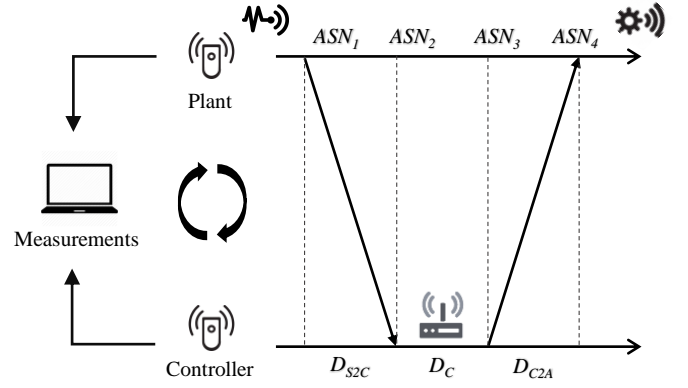 ASN1 ASN2 ASN3 ASN4
Plant
Measurements
Controller
DS2C DC DC2A